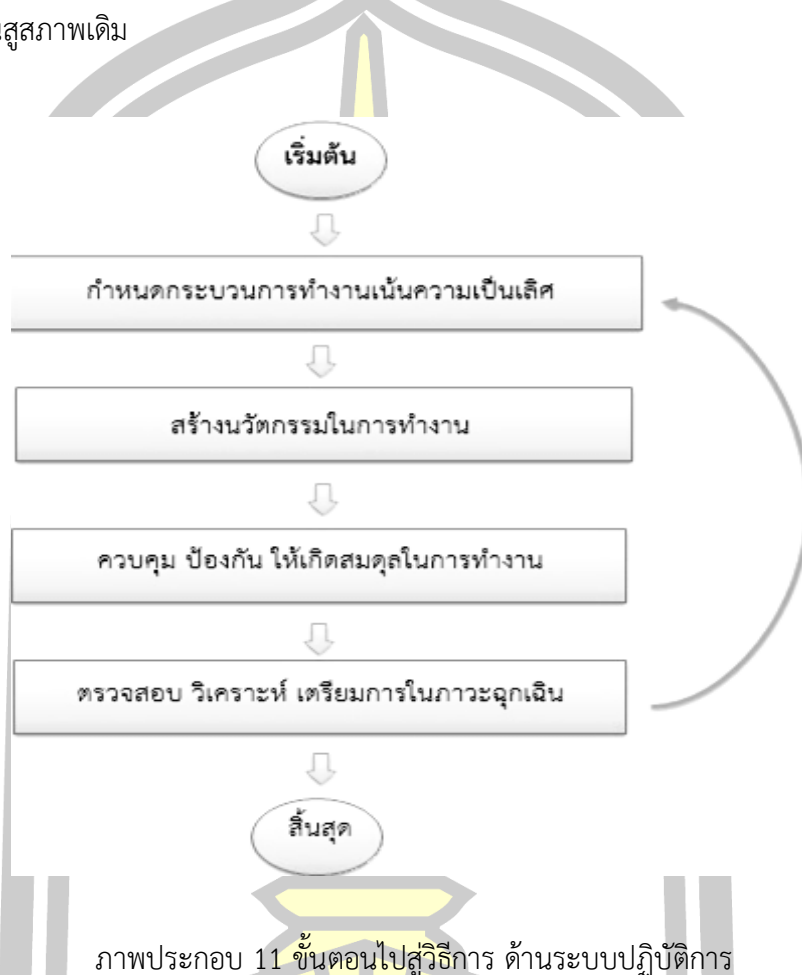 สูสภาพเดิม
เริ่มต้น
กำหนดกระบวนการทำงานเน้นความเป็นเลิศ
สร้างนวัตกรรมในการทำงาน
ควบคุม ป้องกัน ให้เกิดสมดุลในการทำงาน
ตรวจสอบ วิเคราะห์ เตรียมการในภาวะฉุกเฉิน
สิ้นสุด
ภาพประกอบ 11 ขั้นตอนไปสู่วิธีการ ด้านระบบปฏิบัติการ